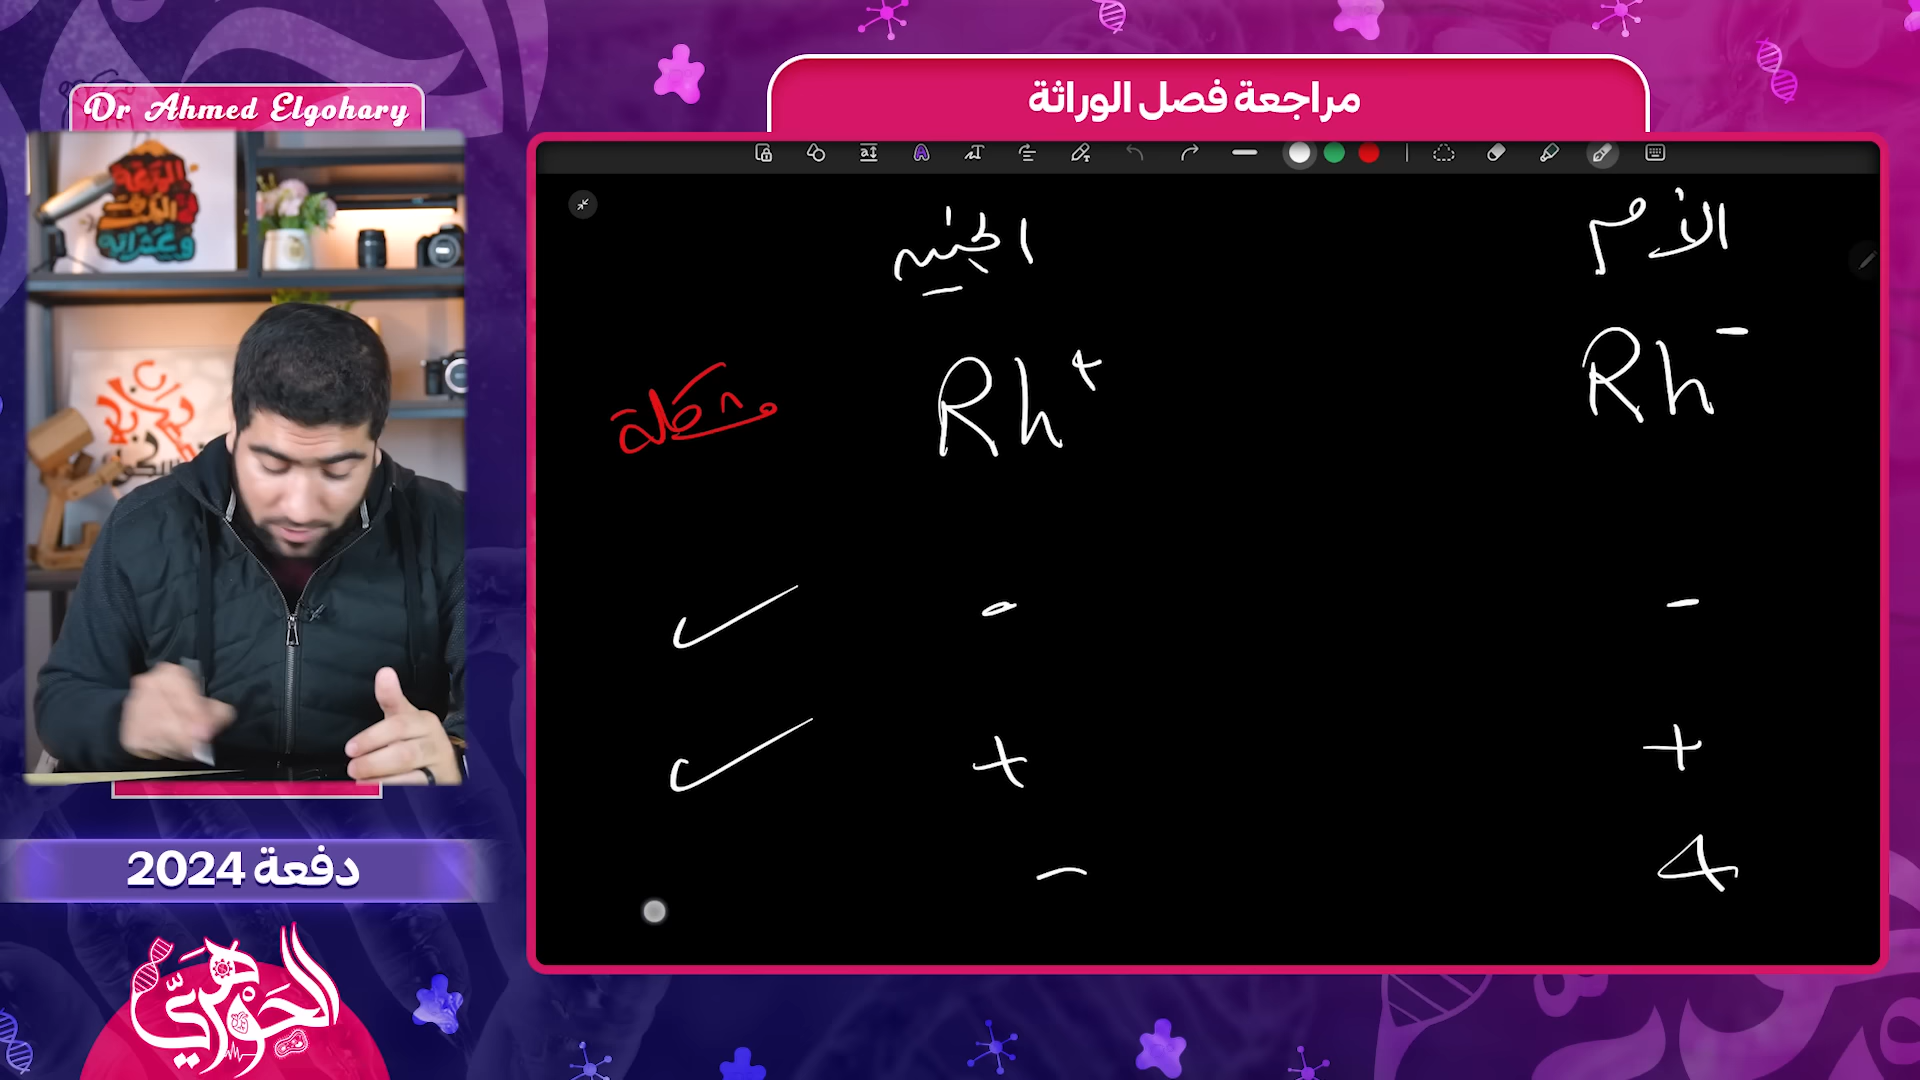 Dr Ahmed Elgohary
مراجعة فصل الوراثة
الأم الجنين
Rh- Rh+ مشكلة
- -
+ +
+ -
دفعة 2024
الجوهري